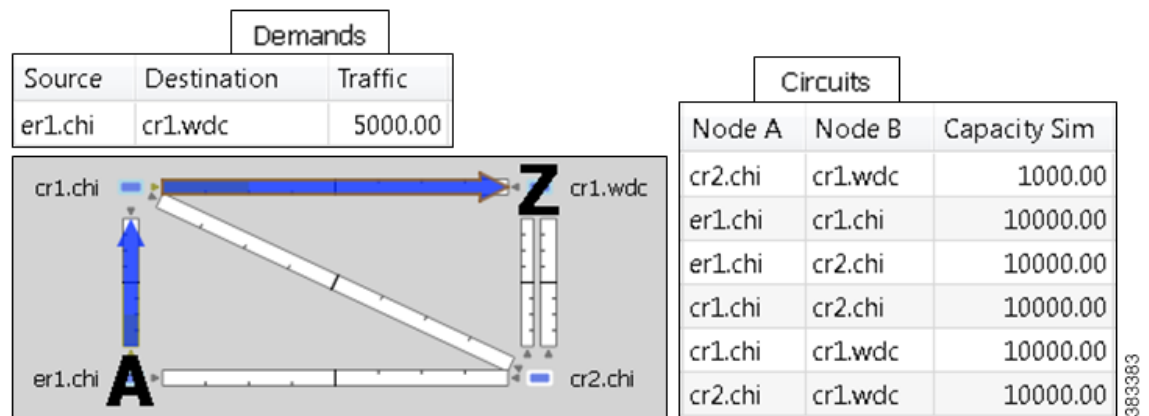 Demands
Source Destination Traffic
er1.chi cr1.wdc 5000.00
cr1.chi Z cr1.wdc
er1.chi A cr2.chi
Circuits
Node A Node B Capacity Sim
cr2.chi cr1.wdc 1000.00
er1.chi cr1.chi 10000.00
er1.chi cr2.chi 10000.00
cr1.chi cr2.chi 10000.00
cr1.chi cr1.wdc 10000.00
cr2.chi cr1.wdc 10000.00
383383